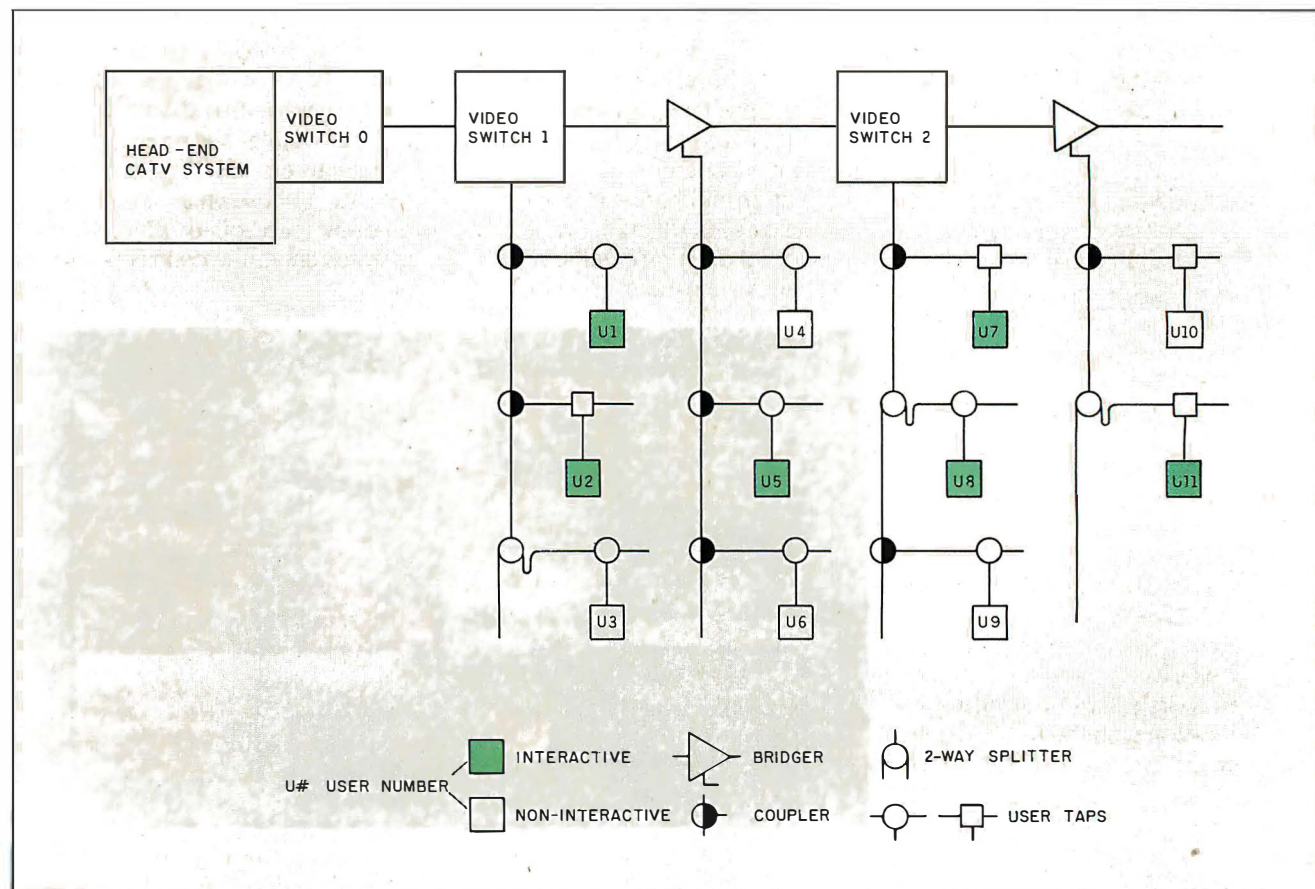 HEAD-END
CATV SYSTEM
VIDEO
SWITCH 0
VIDEO
SWITCH 1
VIDEO
SWITCH 2
U1
U4
U7
U10
U2
U5
U8
U11
U3
U6
U9
U# USER NUMBER
INTERACTIVE
NON-INTERACTIVE
BRIDGER
COUPLER
2-WAY SPLITTER
USER TAPS